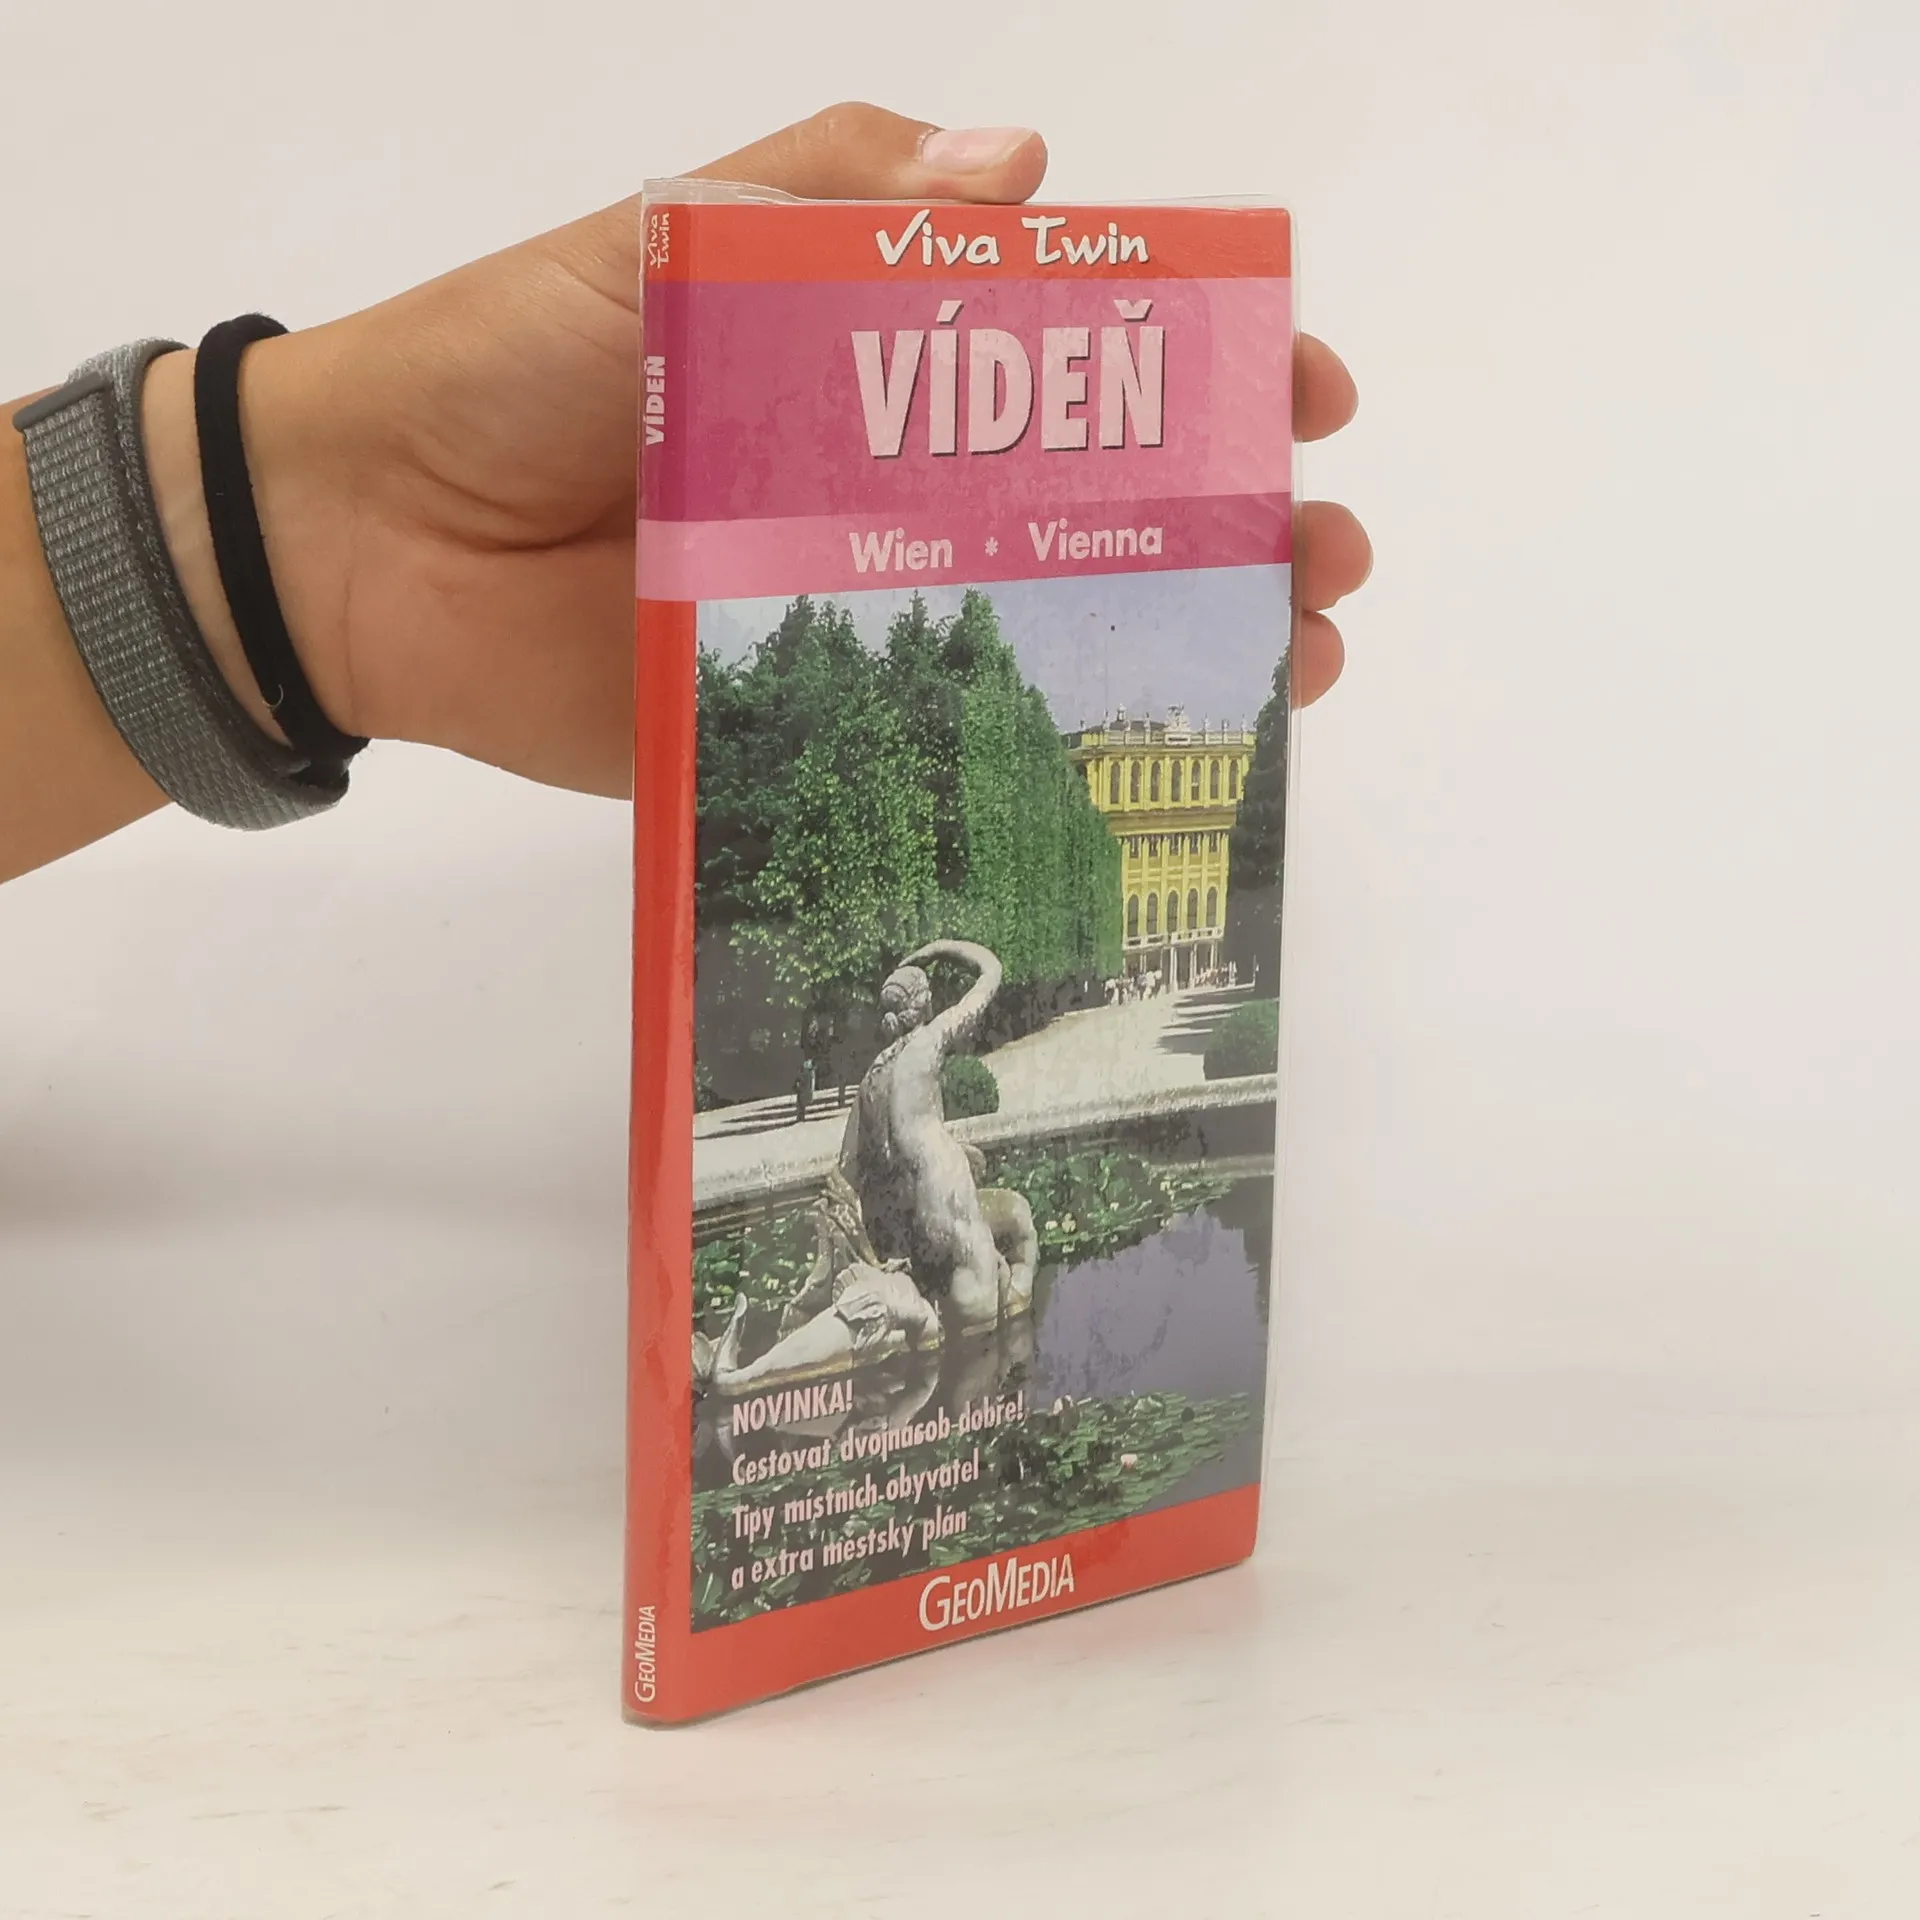 Viva Twin
VÍDEŇ
Wien * Vienna
NOVINKA!
Cestovat dvojnásob dobře!
Tipy místních obyvatel
a extra městský plán
GEOMEDIA
Viva
Twin
VÍDEŇ
GEOMEDIA